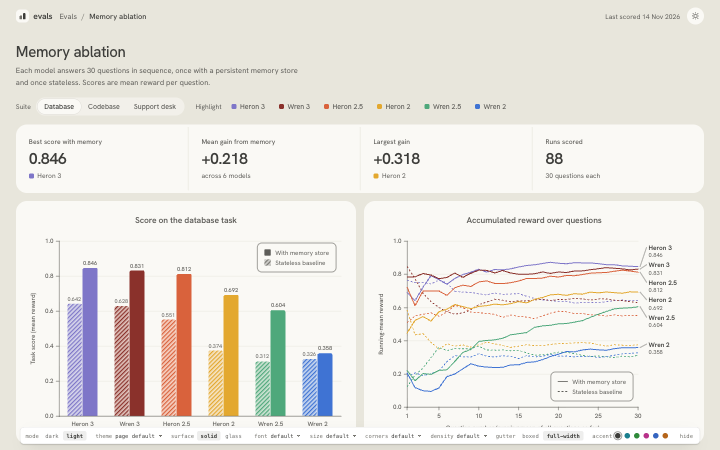 evals Evals / Memory ablation
Last scored 14 Nov 2026
Memory ablation
Each model answers 30 questions in sequence, once with a persistent memory store
and once stateless. Scores are mean reward per question.
Suite Database Codebase Support desk Highlight Heron 3 Wren 3 Heron 2.5 Heron 2 Wren 2.5 Wren 2
Best score with memory
0.846
Heron 3
Mean gain from memory
+0.218
across 6 models
Largest gain
+0.318
Heron 2
Runs scored
88
30 questions each
Score on the database task
With memory store
Stateless baseline
Task score (mean reward)
1.0
0.8
0.6
0.4
0.2
0.0
0.642 0.846
0.628 0.831
0.551 0.812
0.374 0.692
0.312 0.604
0.326 0.358
Heron 3 Wren 3 Heron 2.5 Heron 2 Wren 2.5 Wren 2
Accumulated reward over questions
Running mean reward
1.0
0.8
0.6
0.4
0.2
0.0
1 5 10 15 20 25 30
Heron 3
0.846
Wren 3
0.831
Heron 2.5
0.812
Heron 2
0.692
Wren 2.5
0.604
Wren 2
0.358
With memory store
Stateless baseline
mode dark light theme page default surface solid glass font default size default corners default density default gutter boxed full-width accent hide